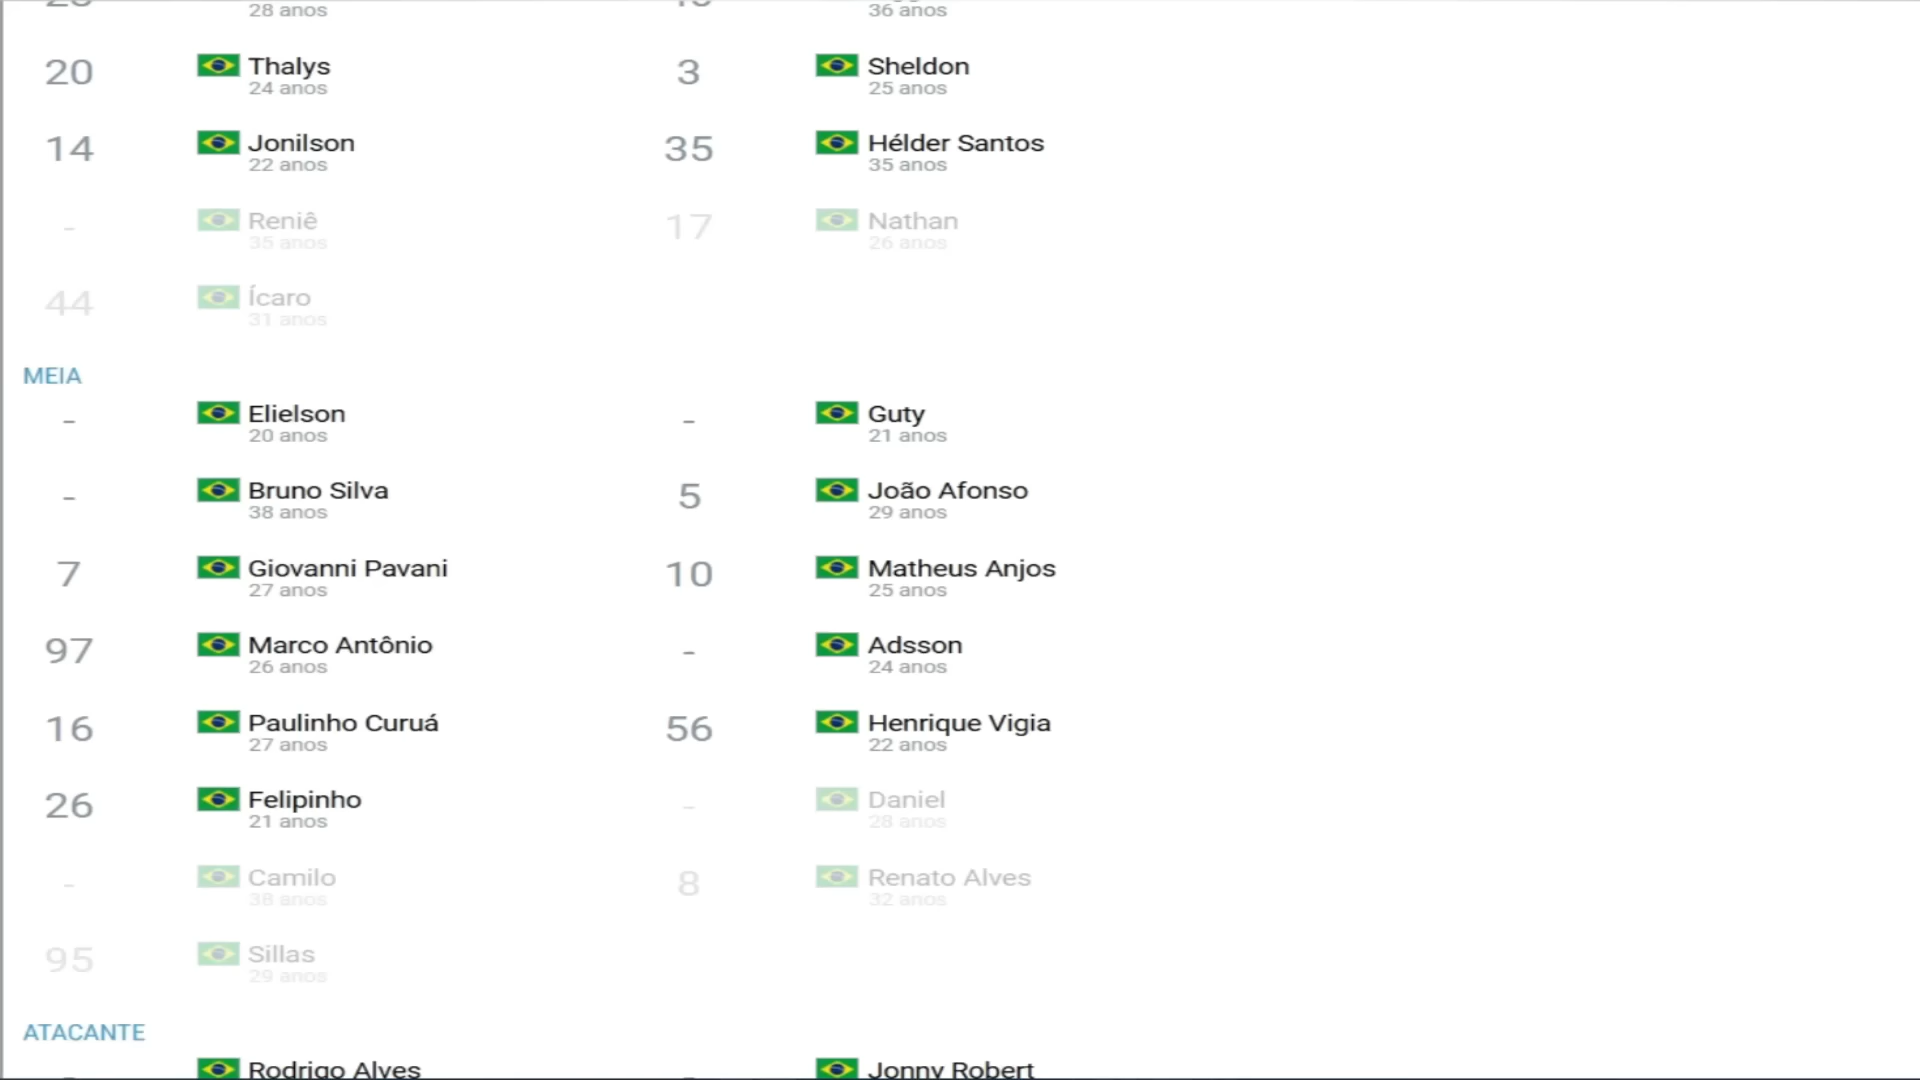 28 anos 36 anos
20 Thalys 3 Sheldon
24 anos 25 anos
14 Jonilson 35 Hélder Santos
22 anos 35 anos
- Reniê 17 Nathan
35 anos 26 anos
44 Ícaro
31 anos
MEIA
- Elielson - Guty
20 anos 21 anos
- Bruno Silva 5 João Afonso
38 anos 29 anos
7 Giovanni Pavani 10 Matheus Anjos
27 anos 25 anos
97 Marco Antônio - Adsson
26 anos 24 anos
16 Paulinho Curuá 56 Henrique Vigia
27 anos 22 anos
26 Felipinho - Daniel
21 anos 28 anos
- Camilo 8 Renato Alves
38 anos 32 anos
95 Sillas
29 anos
ATACANTE
- Rodrigo Alves - Jonny Robert